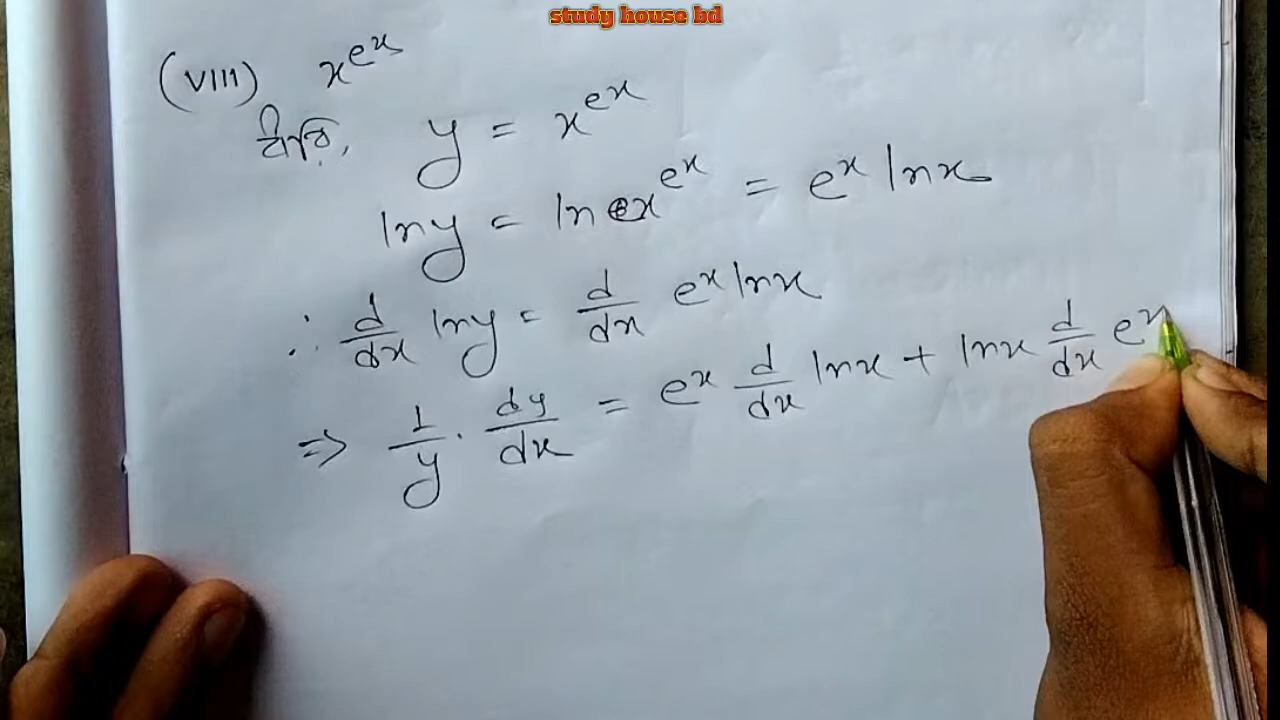 study house bd
(VIII) x^{e^x}
ধরি, y = x^{e^x}
ln y = ln x^{e^x} = e^x ln x
∴ d/dx ln y = d/dx e^x ln x
⇒ 1/y · dy/dx = e^x d/dx ln x + ln x d/dx e^x